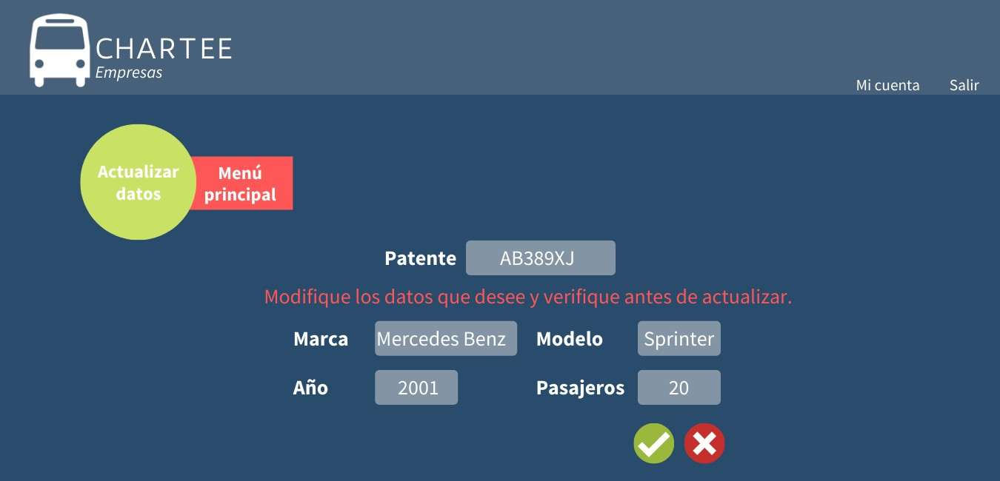 CHARTEE
Empresas
Mi cuenta Salir
Actualizar
datos
Menú
principal
Patente AB389XJ
Modifique los datos que desee y verifique antes de actualizar.
Marca Mercedes Benz Modelo Sprinter
Año 2001 Pasajeros 20